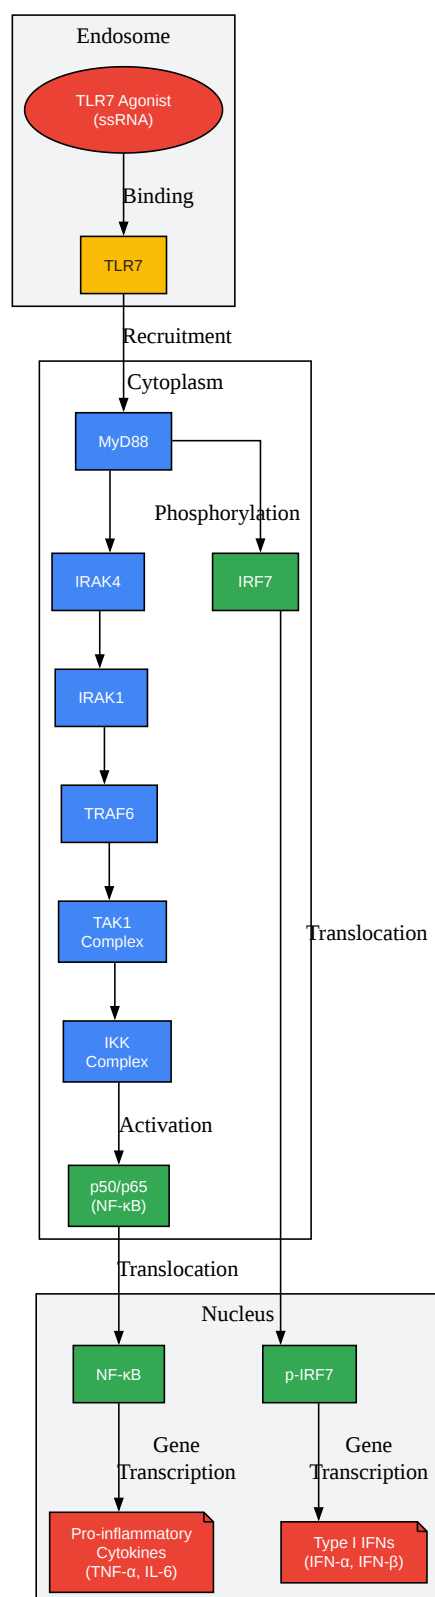 Endosome
TLR7 Agonist
(ssRNA)
Binding
TLR7
Recruitment
Cytoplasm
MyD88
Phosphorylation
IRAK4
IRF7
IRAK1
TRAF6
TAK1
Complex
Translocation
IKK
Complex
Activation
p50/p65
(NF-κB)
Translocation
Nucleus
NF-κB
p-IRF7
Gene
Transcription
Gene
Transcription
Pro-inflammatory
Cytokines
(TNF-α, IL-6)
Type I IFNs
(IFN-α, IFN-β)